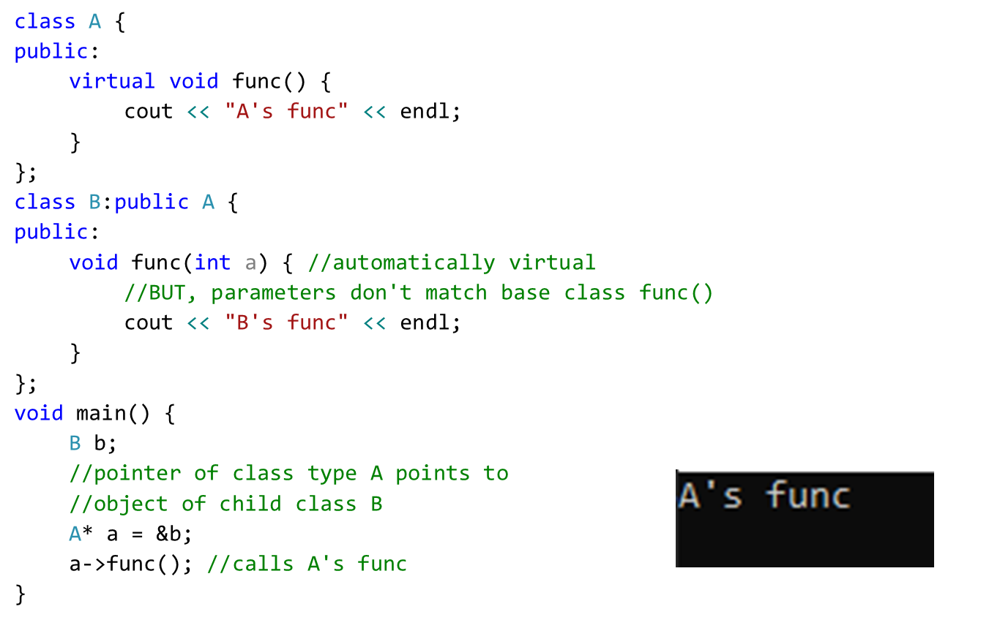 class A {
public:
virtual void func() {
cout << "A's func" << endl;
}
};
class B:public A {
public:
void func(int a) { //automatically virtual
//BUT, parameters don't match base class func()
cout << "B's func" << endl;
}
};
void main() {
B b;
//pointer of class type A points to
//object of child class B
A* a = &b;
a->func(); //calls A's func
}
A's func